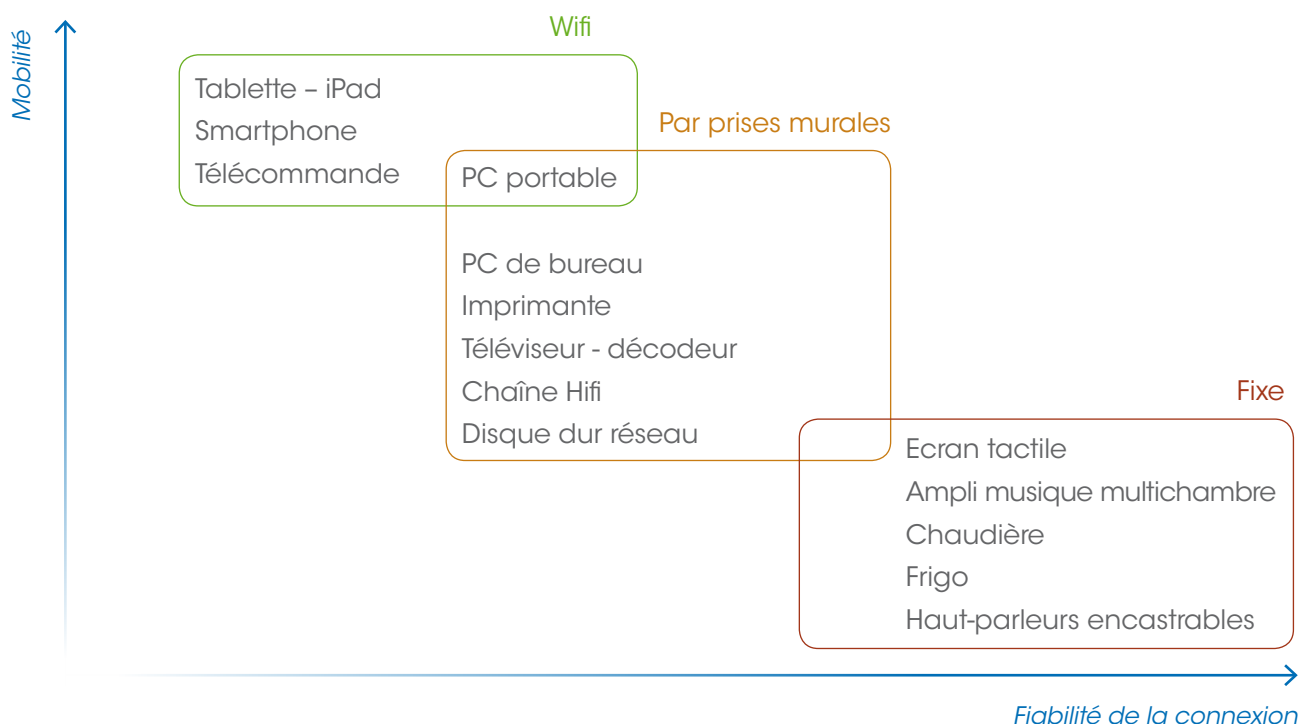 Mobilité
Wifi
Tablette – iPad
Smartphone
Télécommande
Par prises murales
PC portable
PC de bureau
Imprimante
Téléviseur - décodeur
Chaîne Hifi
Disque dur réseau
Fixe
Ecran tactile
Ampli musique multichambre
Chaudière
Frigo
Haut-parleurs encastrables
Fiabilité de la connexion